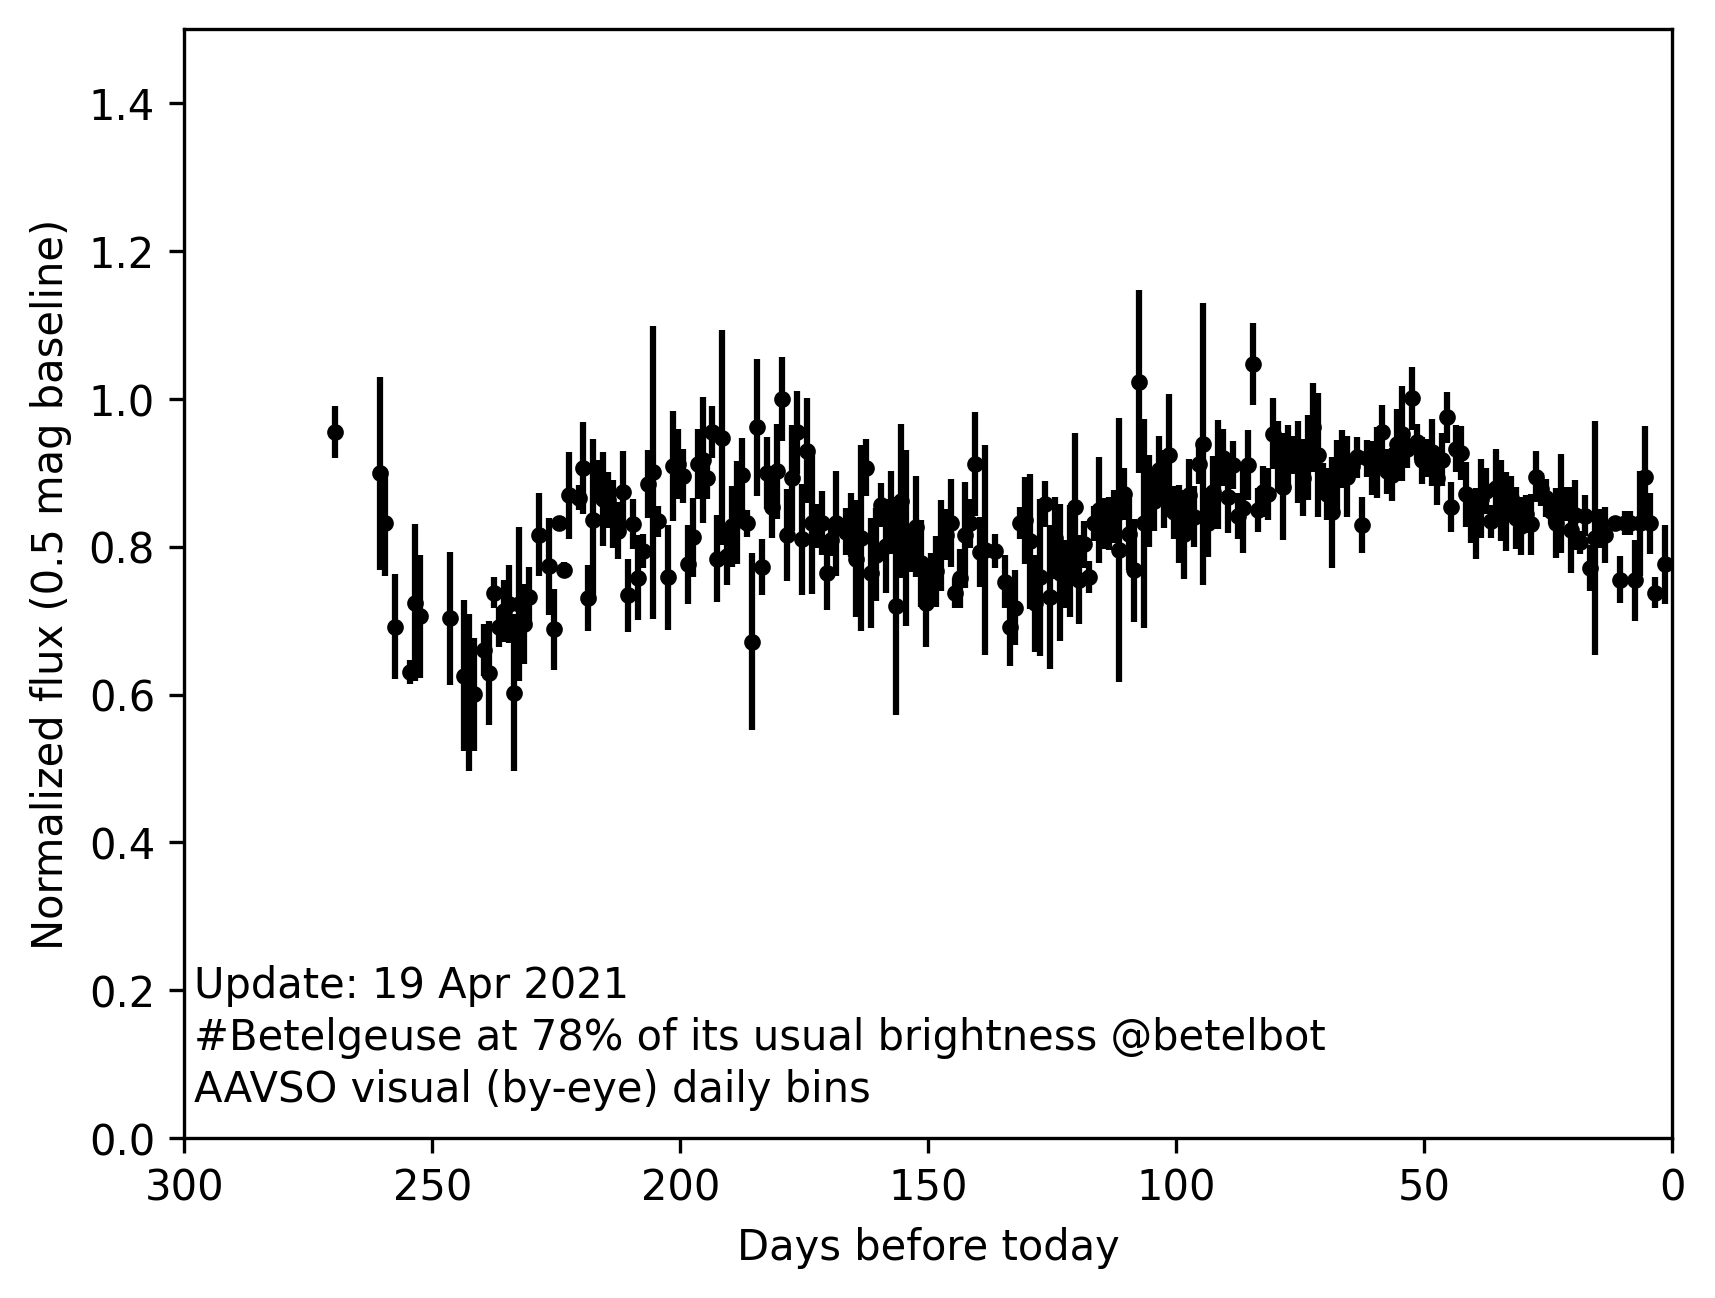 1.4
1.2
1.0
0.8
0.6
0.4
0.2
0.0
Normalized flux (0.5 mag baseline)
Update: 19 Apr 2021
#Betelgeuse at 78% of its usual brightness @betelbot
AAVSO visual (by-eye) daily bins
300 250 200 150 100 50 0
Days before today